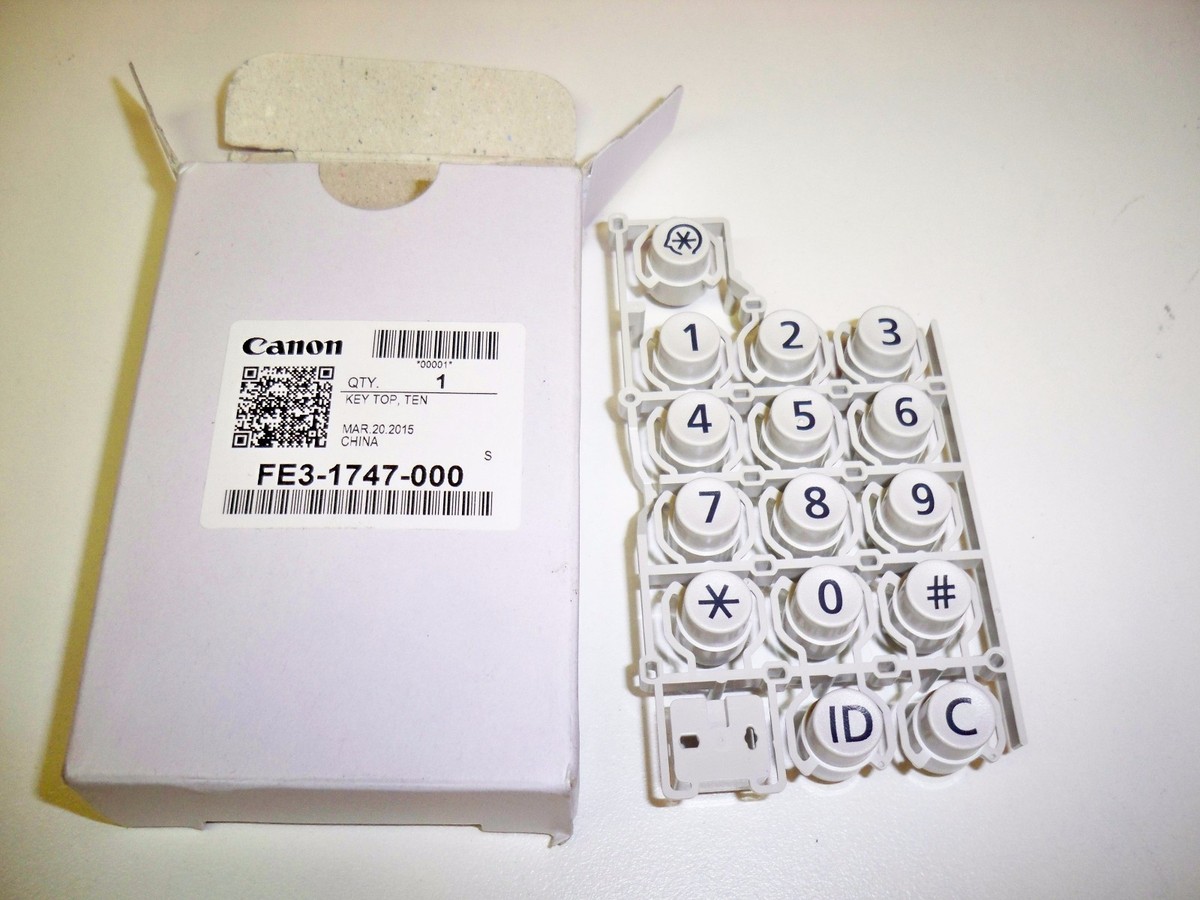 Canon
*00001*
QTY. 1
KEY TOP, TEN
MAR.20.2015
CHINA
S
FE3-1747-000
1 2 3
4 5 6
7 8 9
* 0 #
ID C